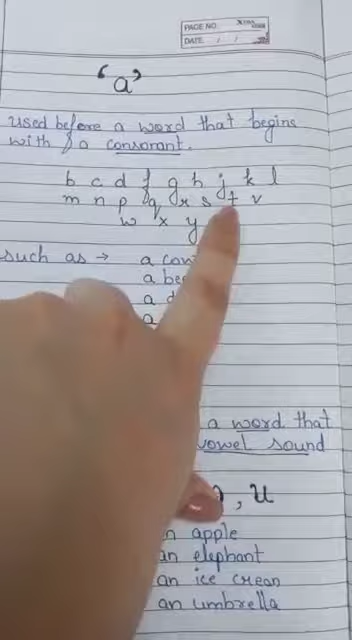 PAGE NO.
DATE: / /
'a'
used before a word that begins
with a consonant.
b c d f g h j k l
m n p q r s t v
w x y
such as → a
a
a
a
a word that
vowel sound
, u
apple
an elephant
an ice crean
an umbrella